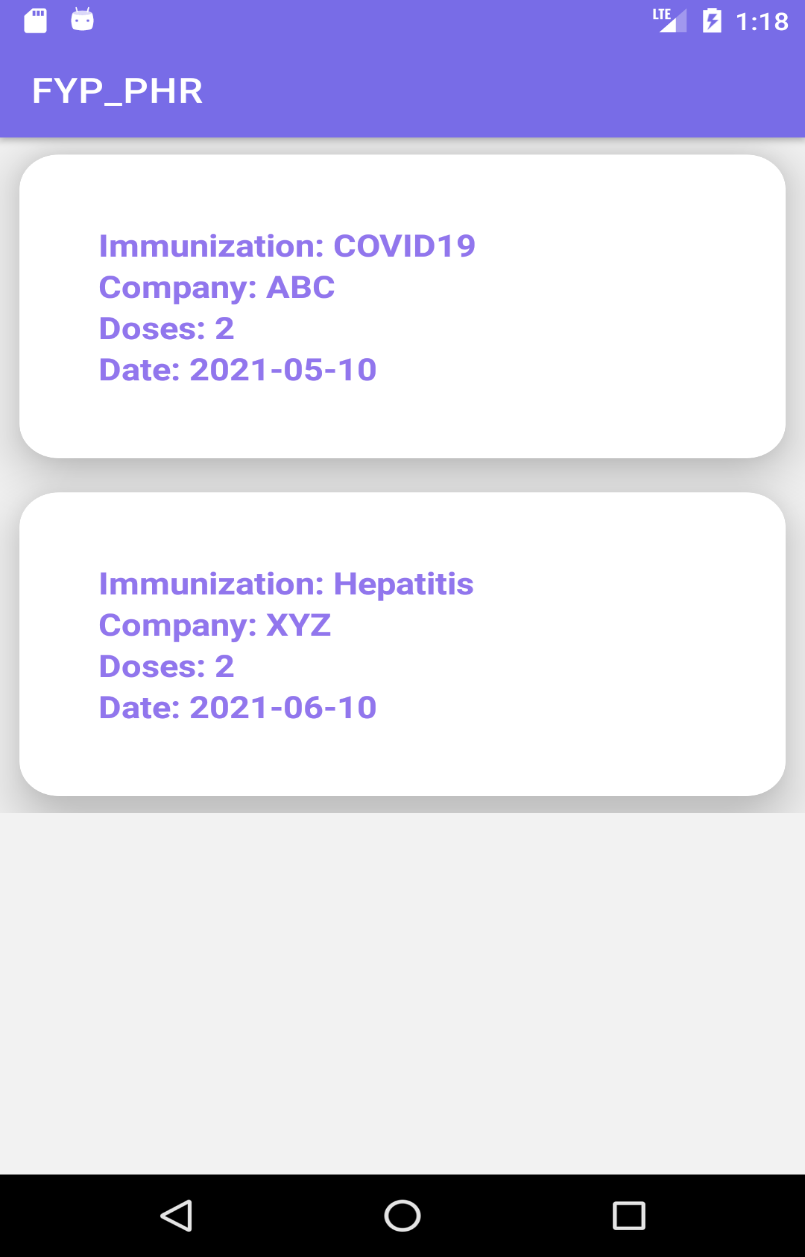 LTE 1:18
FYP_PHR
Immunization: COVID19
Company: ABC
Doses: 2
Date: 2021-05-10
Immunization: Hepatitis
Company: XYZ
Doses: 2
Date: 2021-06-10